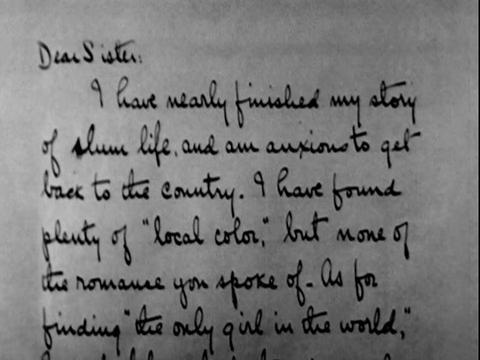 Dear Sister:
I have nearly finished my story
of slum life, and am anxious to get
back to the country. I have found
plenty of "local color," but none of
the romance you spoke of. As for
finding "the only girl in the world,"